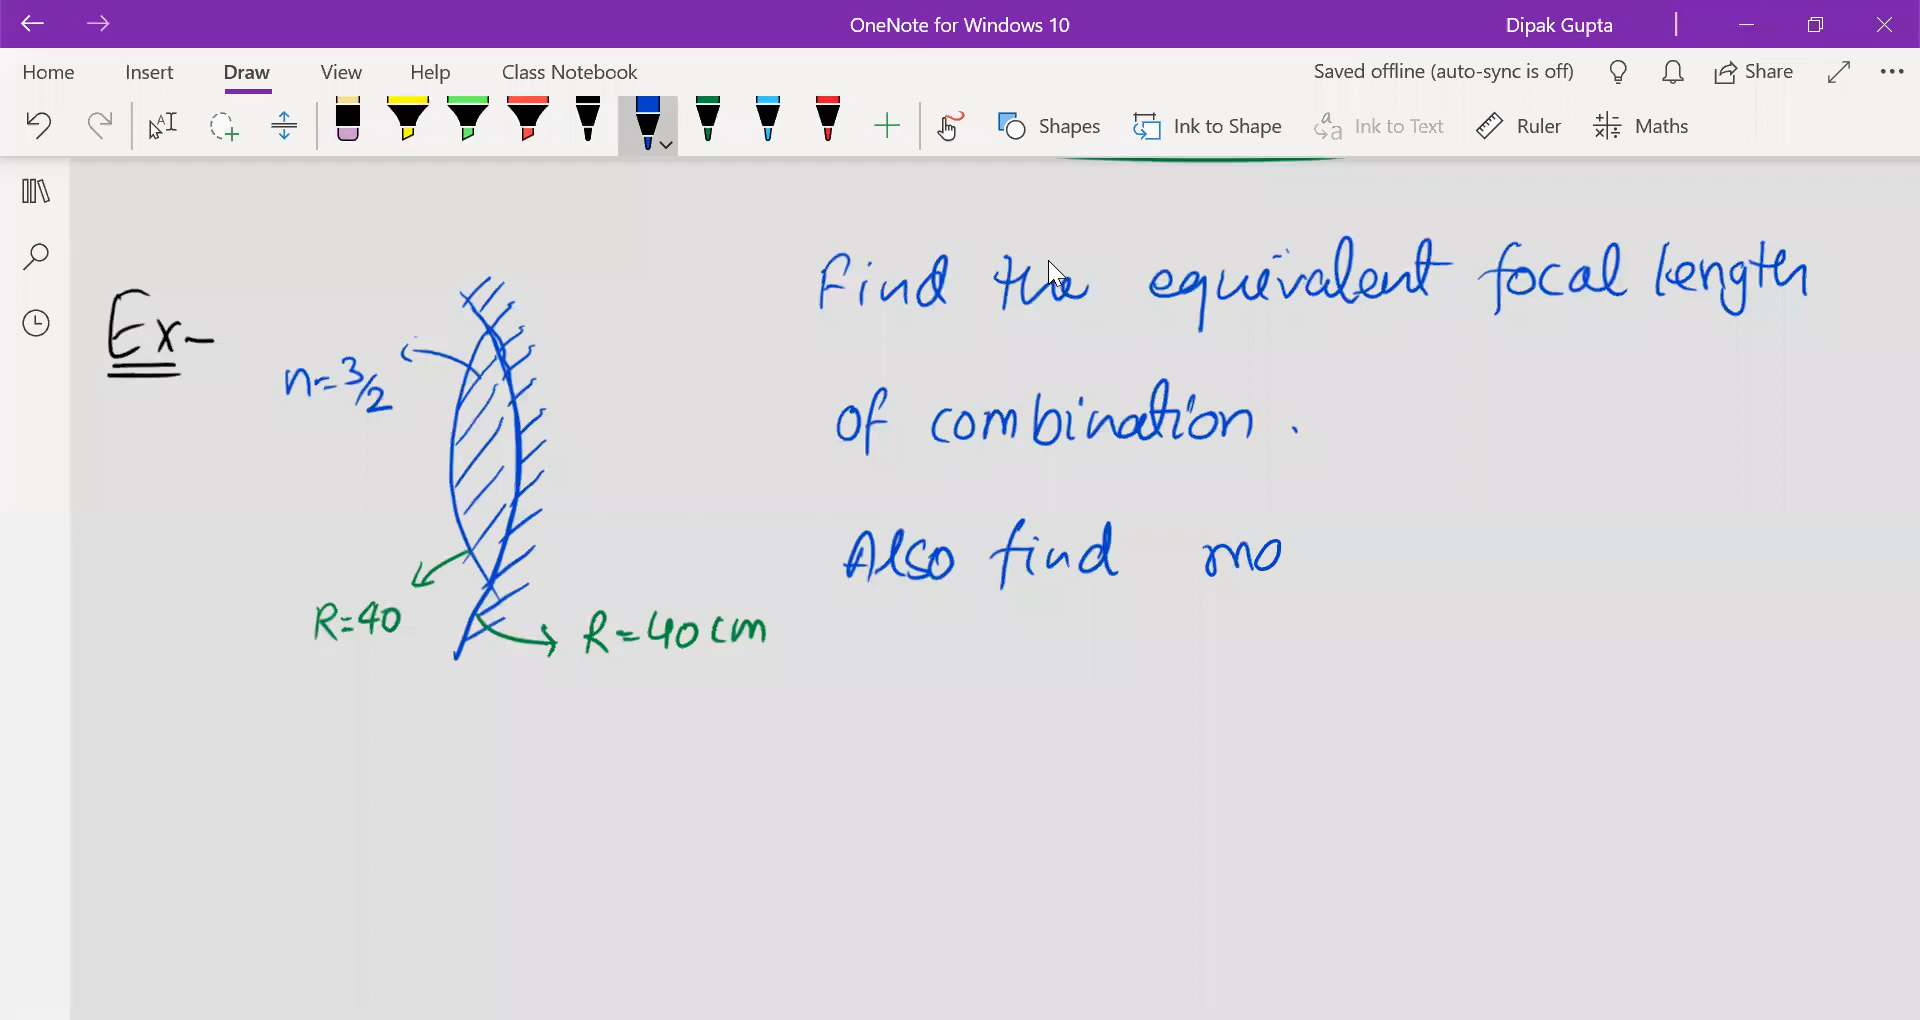 OneNote for Windows 10
Dipak Gupta
Home Insert Draw View Help Class Notebook
Saved offline (auto-sync is off) Share
Shapes Ink to Shape Ink to Text Ruler Maths
Ex-
n=3/2
R=40
R=40cm
Find the equivalent focal length
of combination.
Also find mo